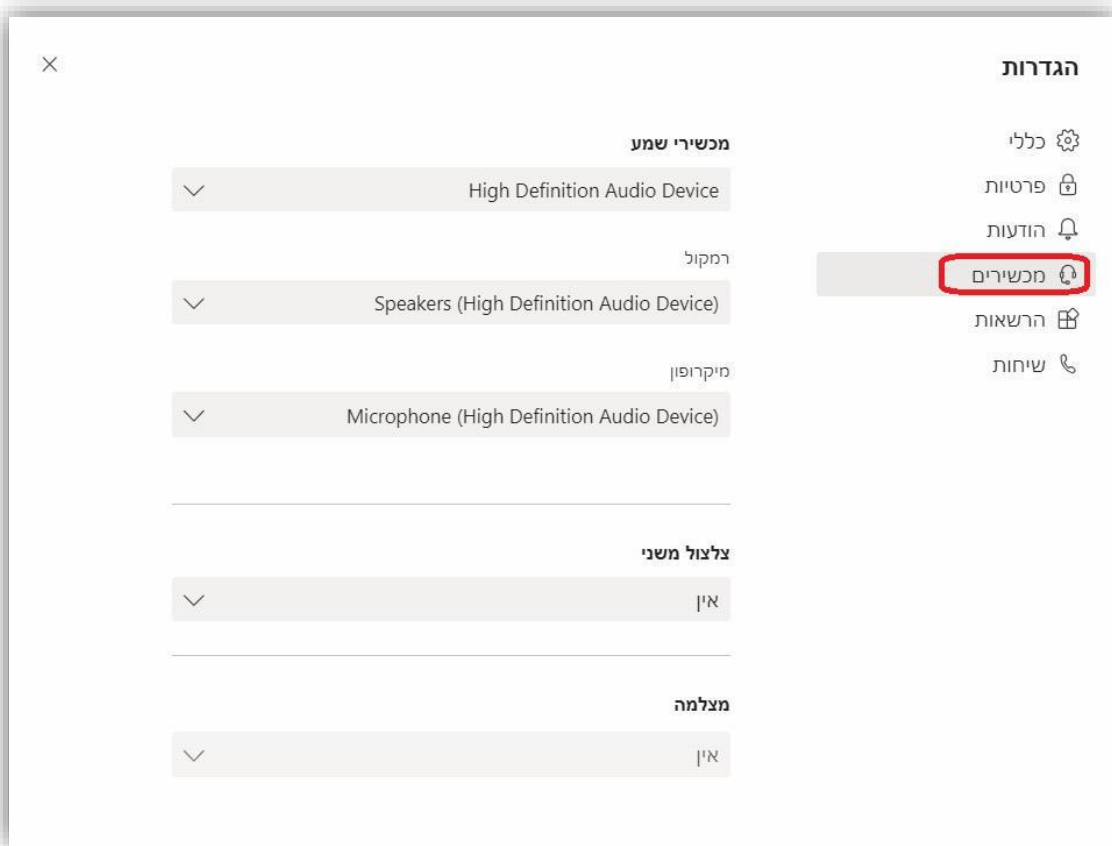 הגדרות
כללי
פרטיות
הודעות
מכשירים
הרשאות
שיחות
מכשירי שמע
High Definition Audio Device
רמקול
Speakers (High Definition Audio Device)
מיקרופון
Microphone (High Definition Audio Device)
צלצול משני
אין
מצלמה
אין